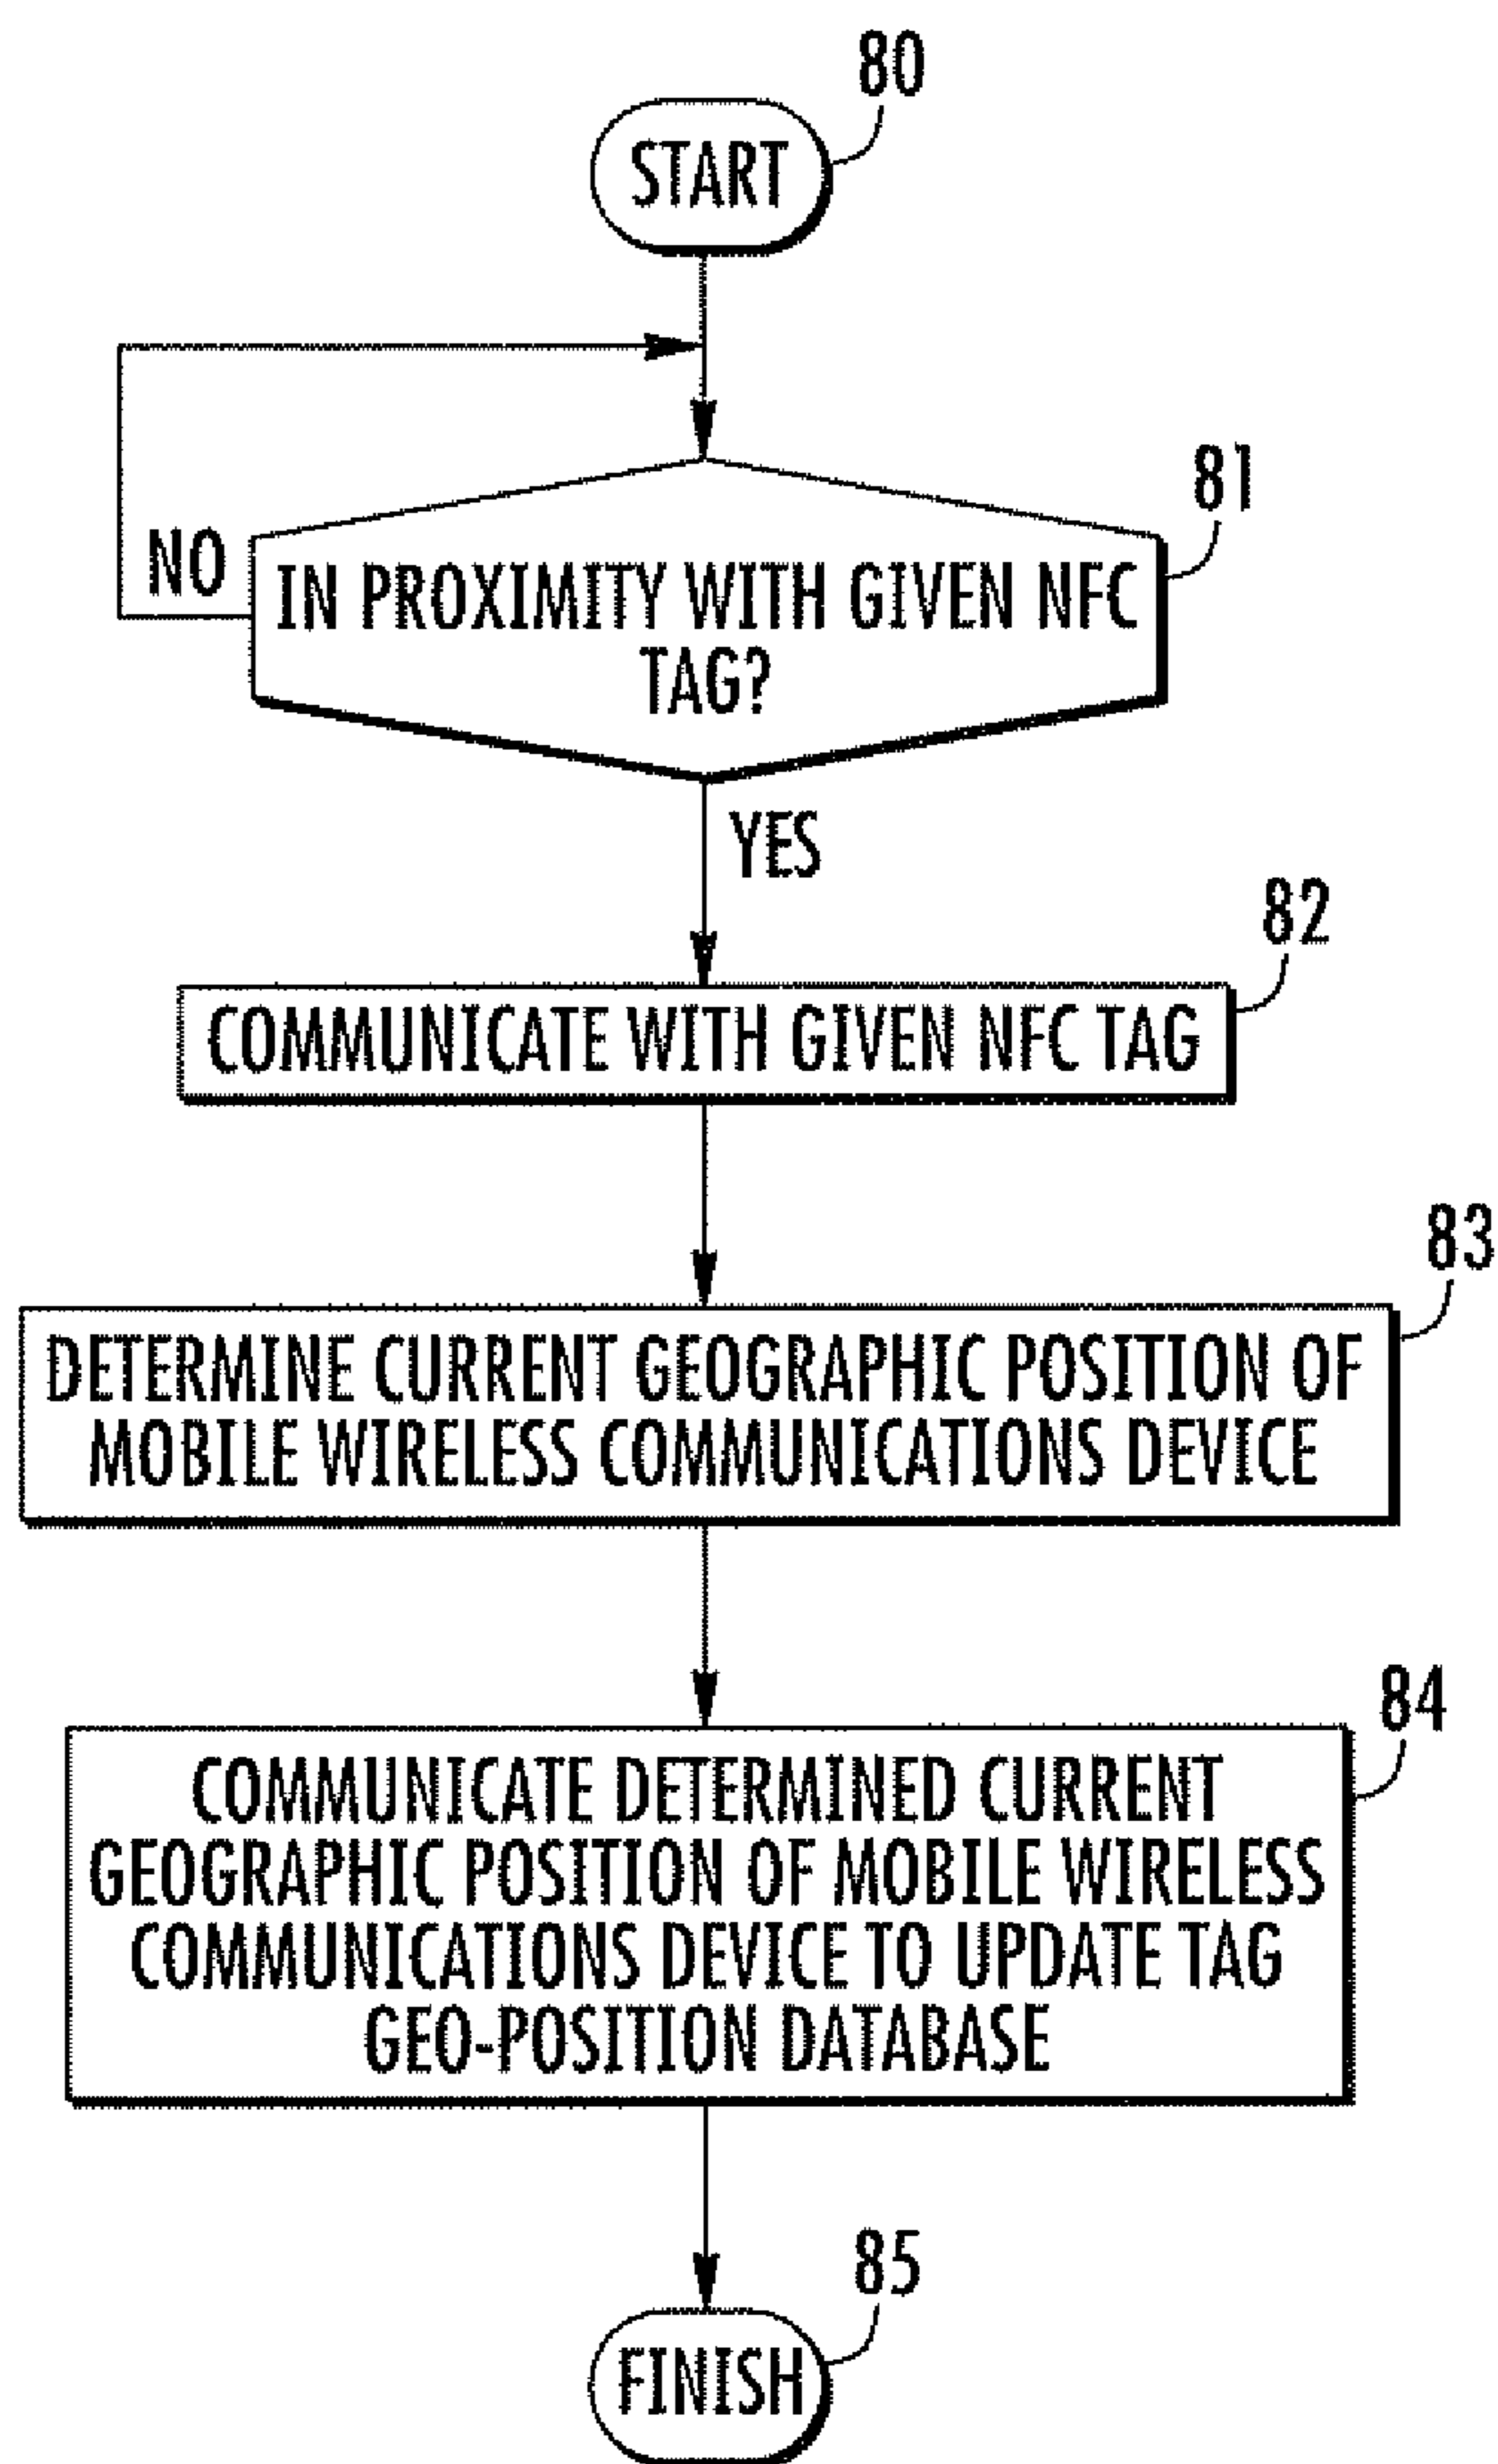 80
START
81
NO
IN PROXIMITY WITH GIVEN NFC
TAG?
YES
82
COMMUNICATE WITH GIVEN NFC TAG
83
DETERMINE CURRENT GEOGRAPHIC POSITION OF
MOBILE WIRELESS COMMUNICATIONS DEVICE
84
COMMUNICATE DETERMINED CURRENT
GEOGRAPHIC POSITION OF MOBILE WIRELESS
COMMUNICATIONS DEVICE TO UPDATE TAG
GEO-POSITION DATABASE
85
FINISH